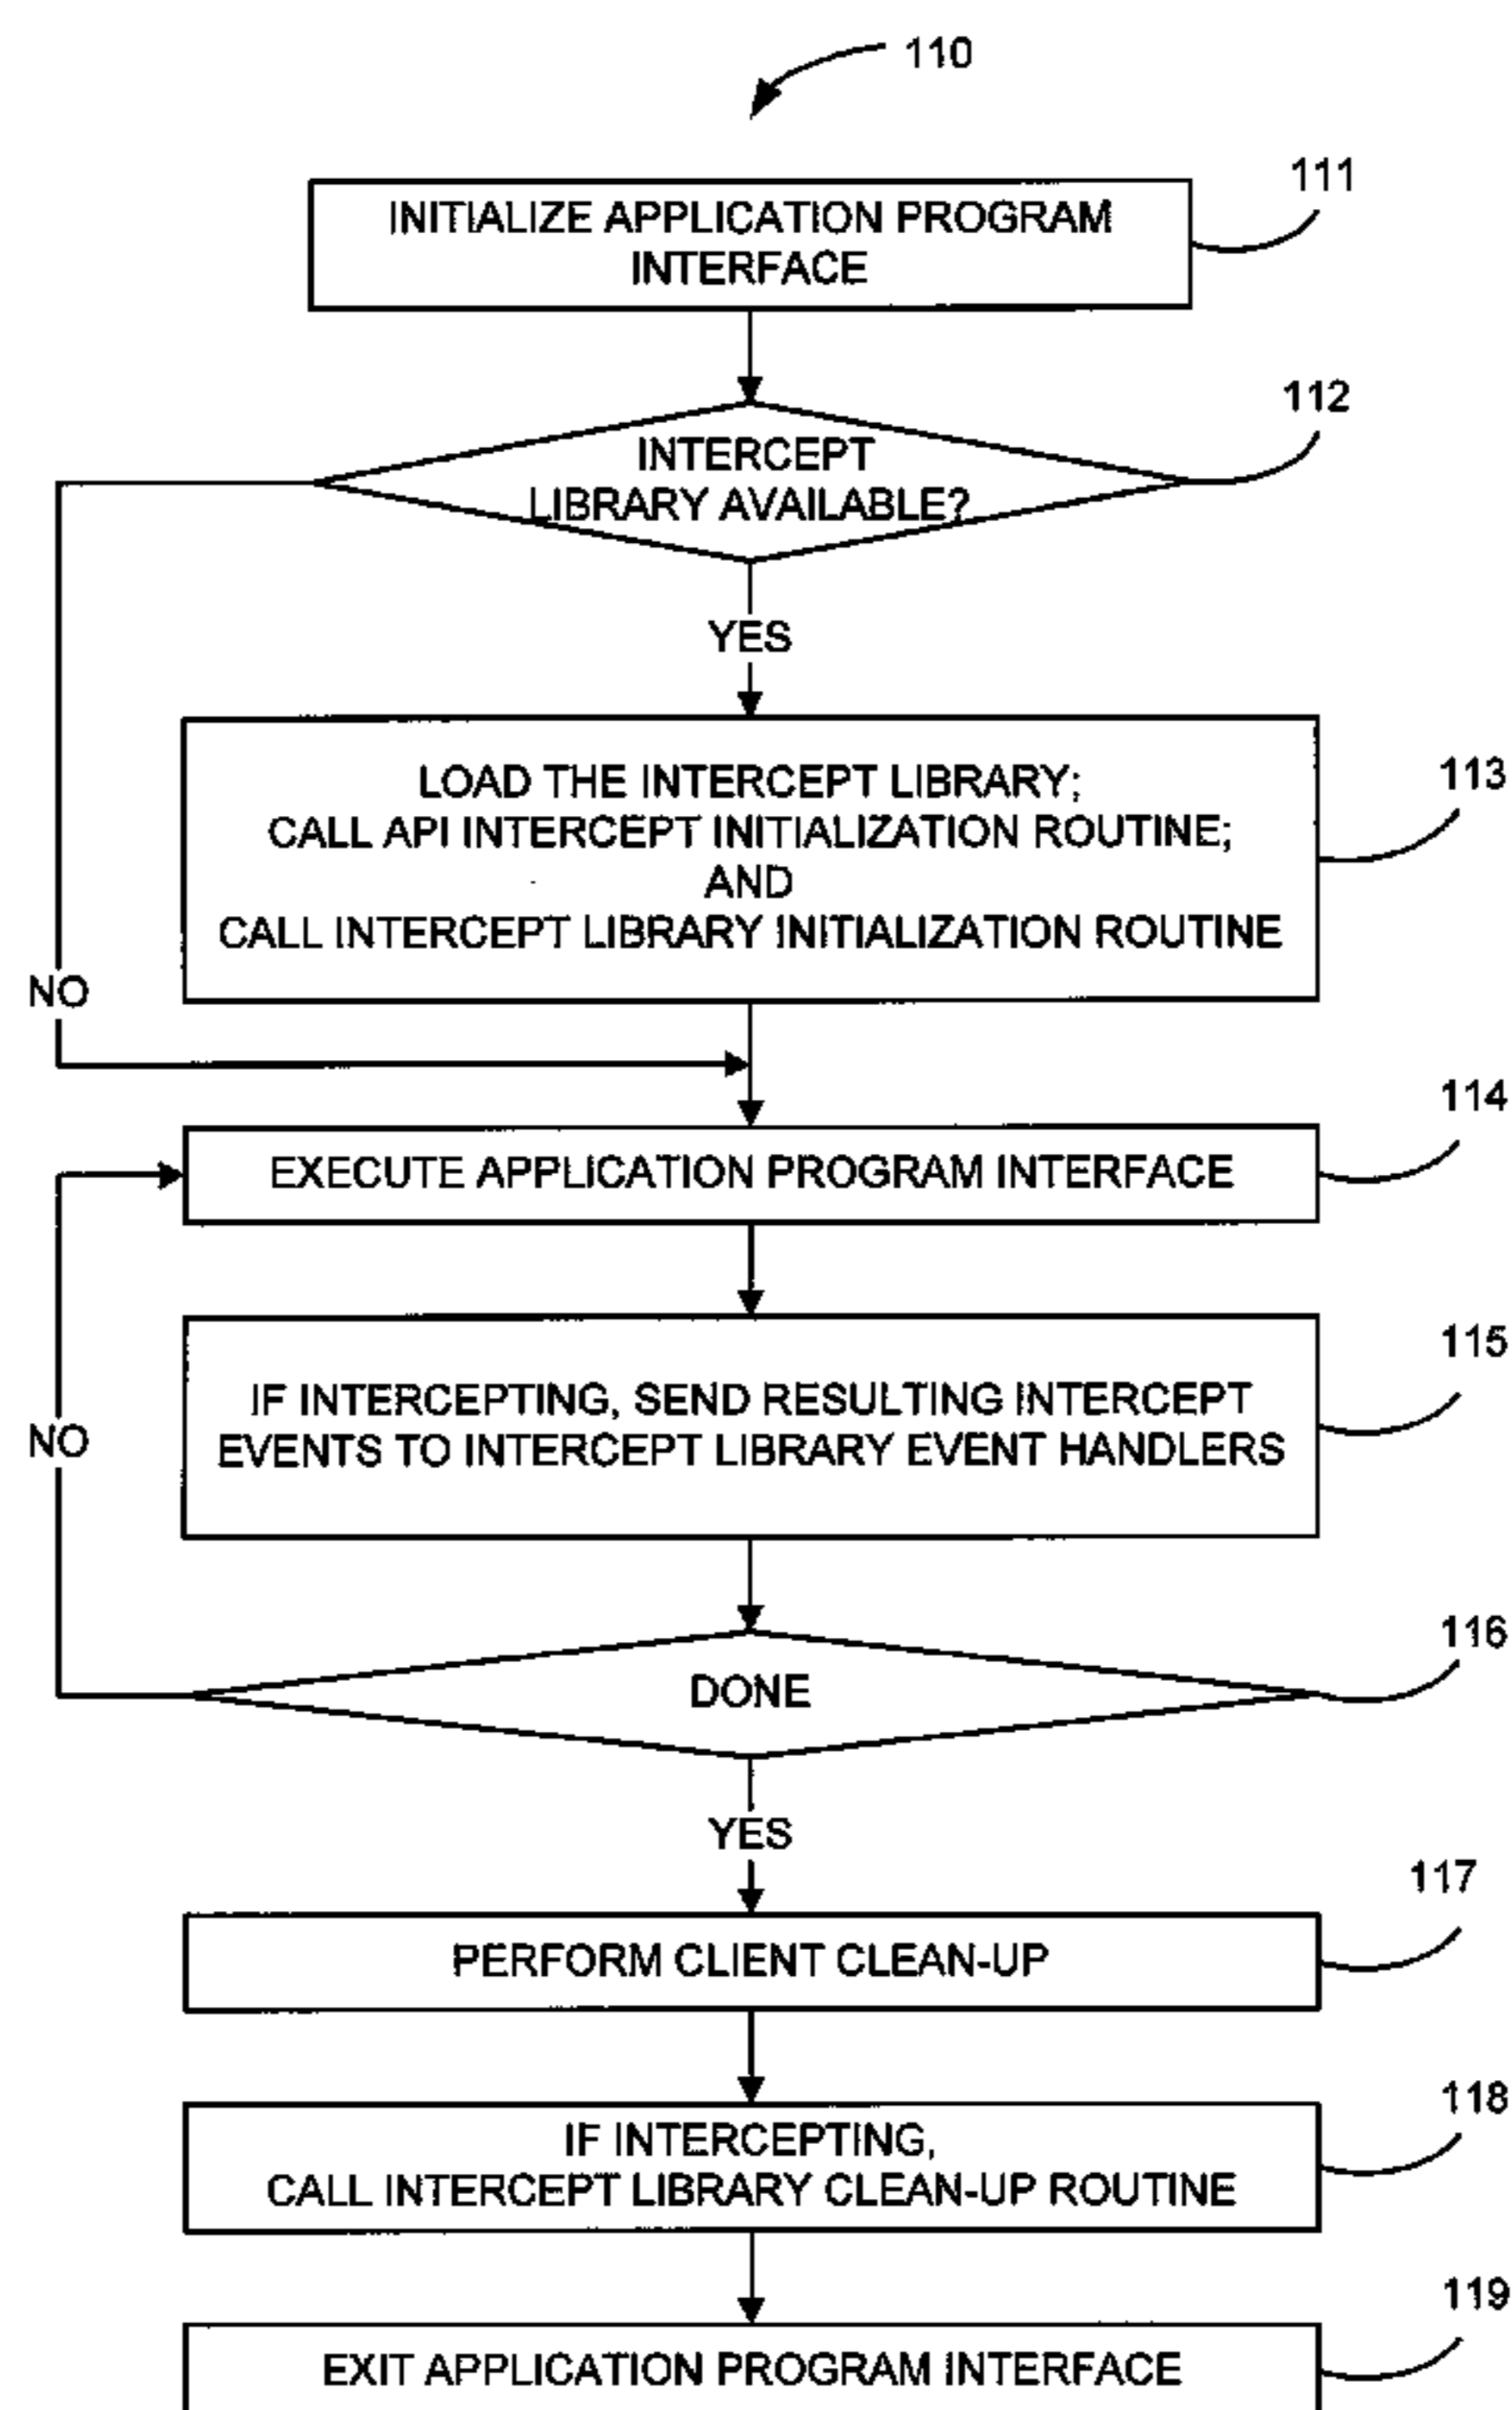 110
111
INITIALIZE APPLICATION PROGRAM
INTERFACE
112
INTERCEPT
LIBRARY AVAILABLE?
YES
113
LOAD THE INTERCEPT LIBRARY;
CALL API INTERCEPT INITIALIZATION ROUTINE;
AND
CALL INTERCEPT LIBRARY INITIALIZATION ROUTINE
NO
114
EXECUTE APPLICATION PROGRAM INTERFACE
115
IF INTERCEPTING, SEND RESULTING INTERCEPT
EVENTS TO INTERCEPT LIBRARY EVENT HANDLERS
NO
116
DONE
YES
117
PERFORM CLIENT CLEAN-UP
118
IF INTERCEPTING,
CALL INTERCEPT LIBRARY CLEAN-UP ROUTINE
119
EXIT APPLICATION PROGRAM INTERFACE